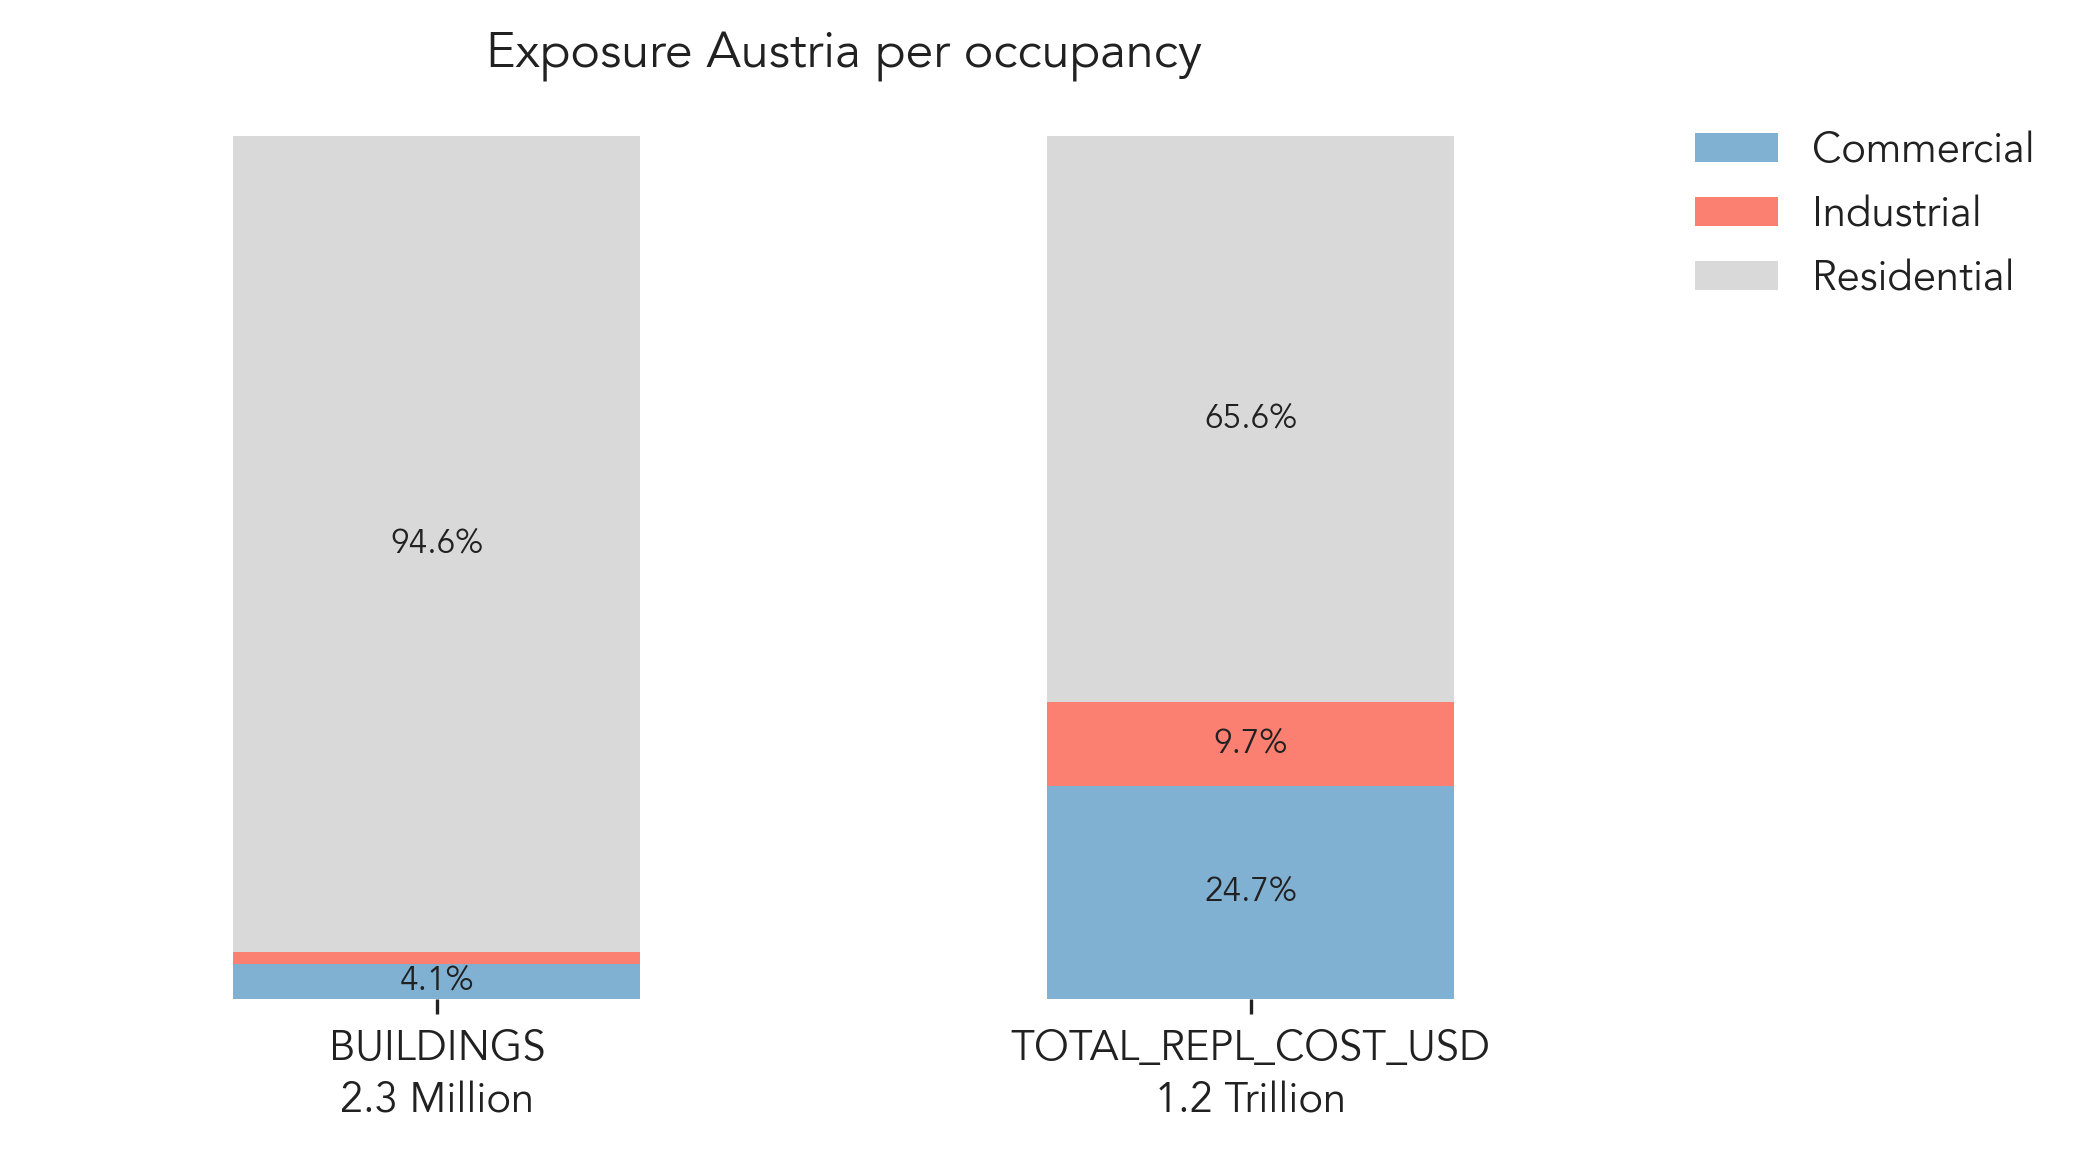 Exposure Austria per occupancy
Commercial
Industrial
Residential
94.6%
4.1%
65.6%
9.7%
24.7%
BUILDINGS
2.3 Million
TOTAL_REPL_COST_USD
1.2 Trillion